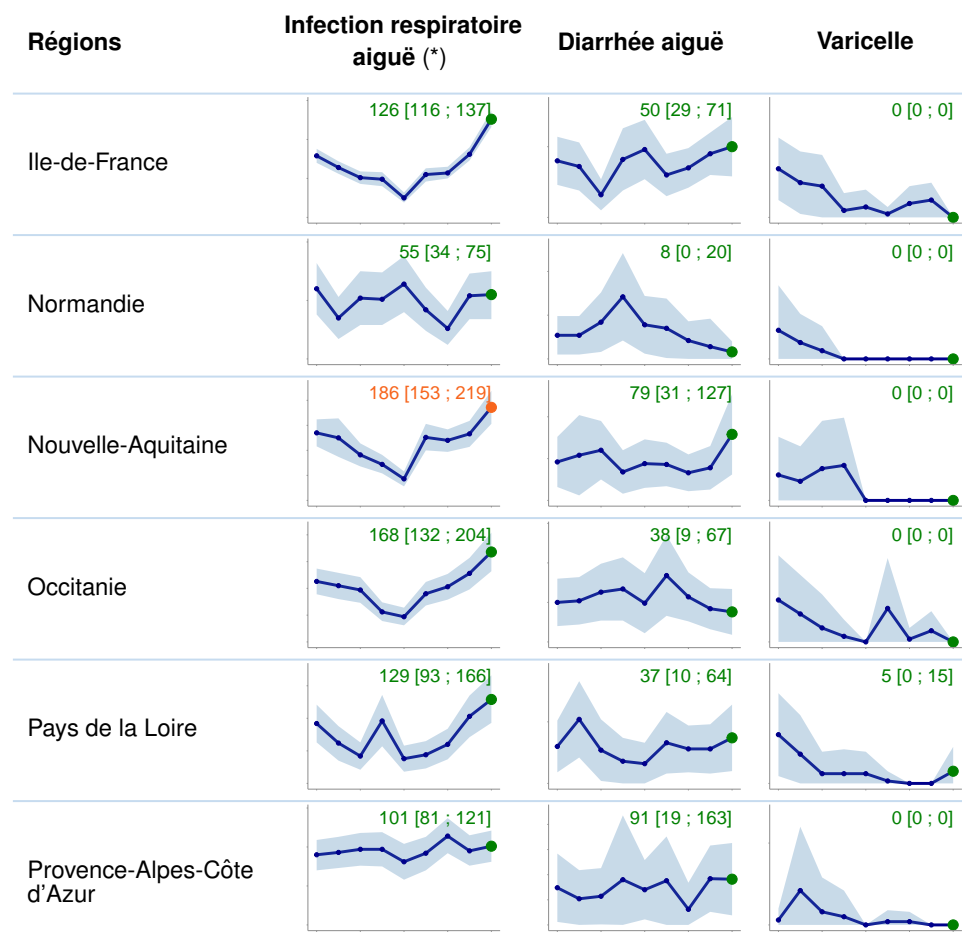 Régions
Infection respiratoire
aiguë (*)
Diarrhée aiguë
Varicelle
Ile-de-France
126 [116 ; 137]
50 [29 ; 71]
0 [0 ; 0]
Normandie
55 [34 ; 75]
8 [0 ; 20]
0 [0 ; 0]
Nouvelle-Aquitaine
186 [153 ; 219]
79 [31 ; 127]
0 [0 ; 0]
Occitanie
168 [132 ; 204]
38 [9 ; 67]
0 [0 ; 0]
Pays de la Loire
129 [93 ; 166]
37 [10 ; 64]
5 [0 ; 15]
Provence-Alpes-Côte
d'Azur
101 [81 ; 121]
91 [19 ; 163]
0 [0 ; 0]